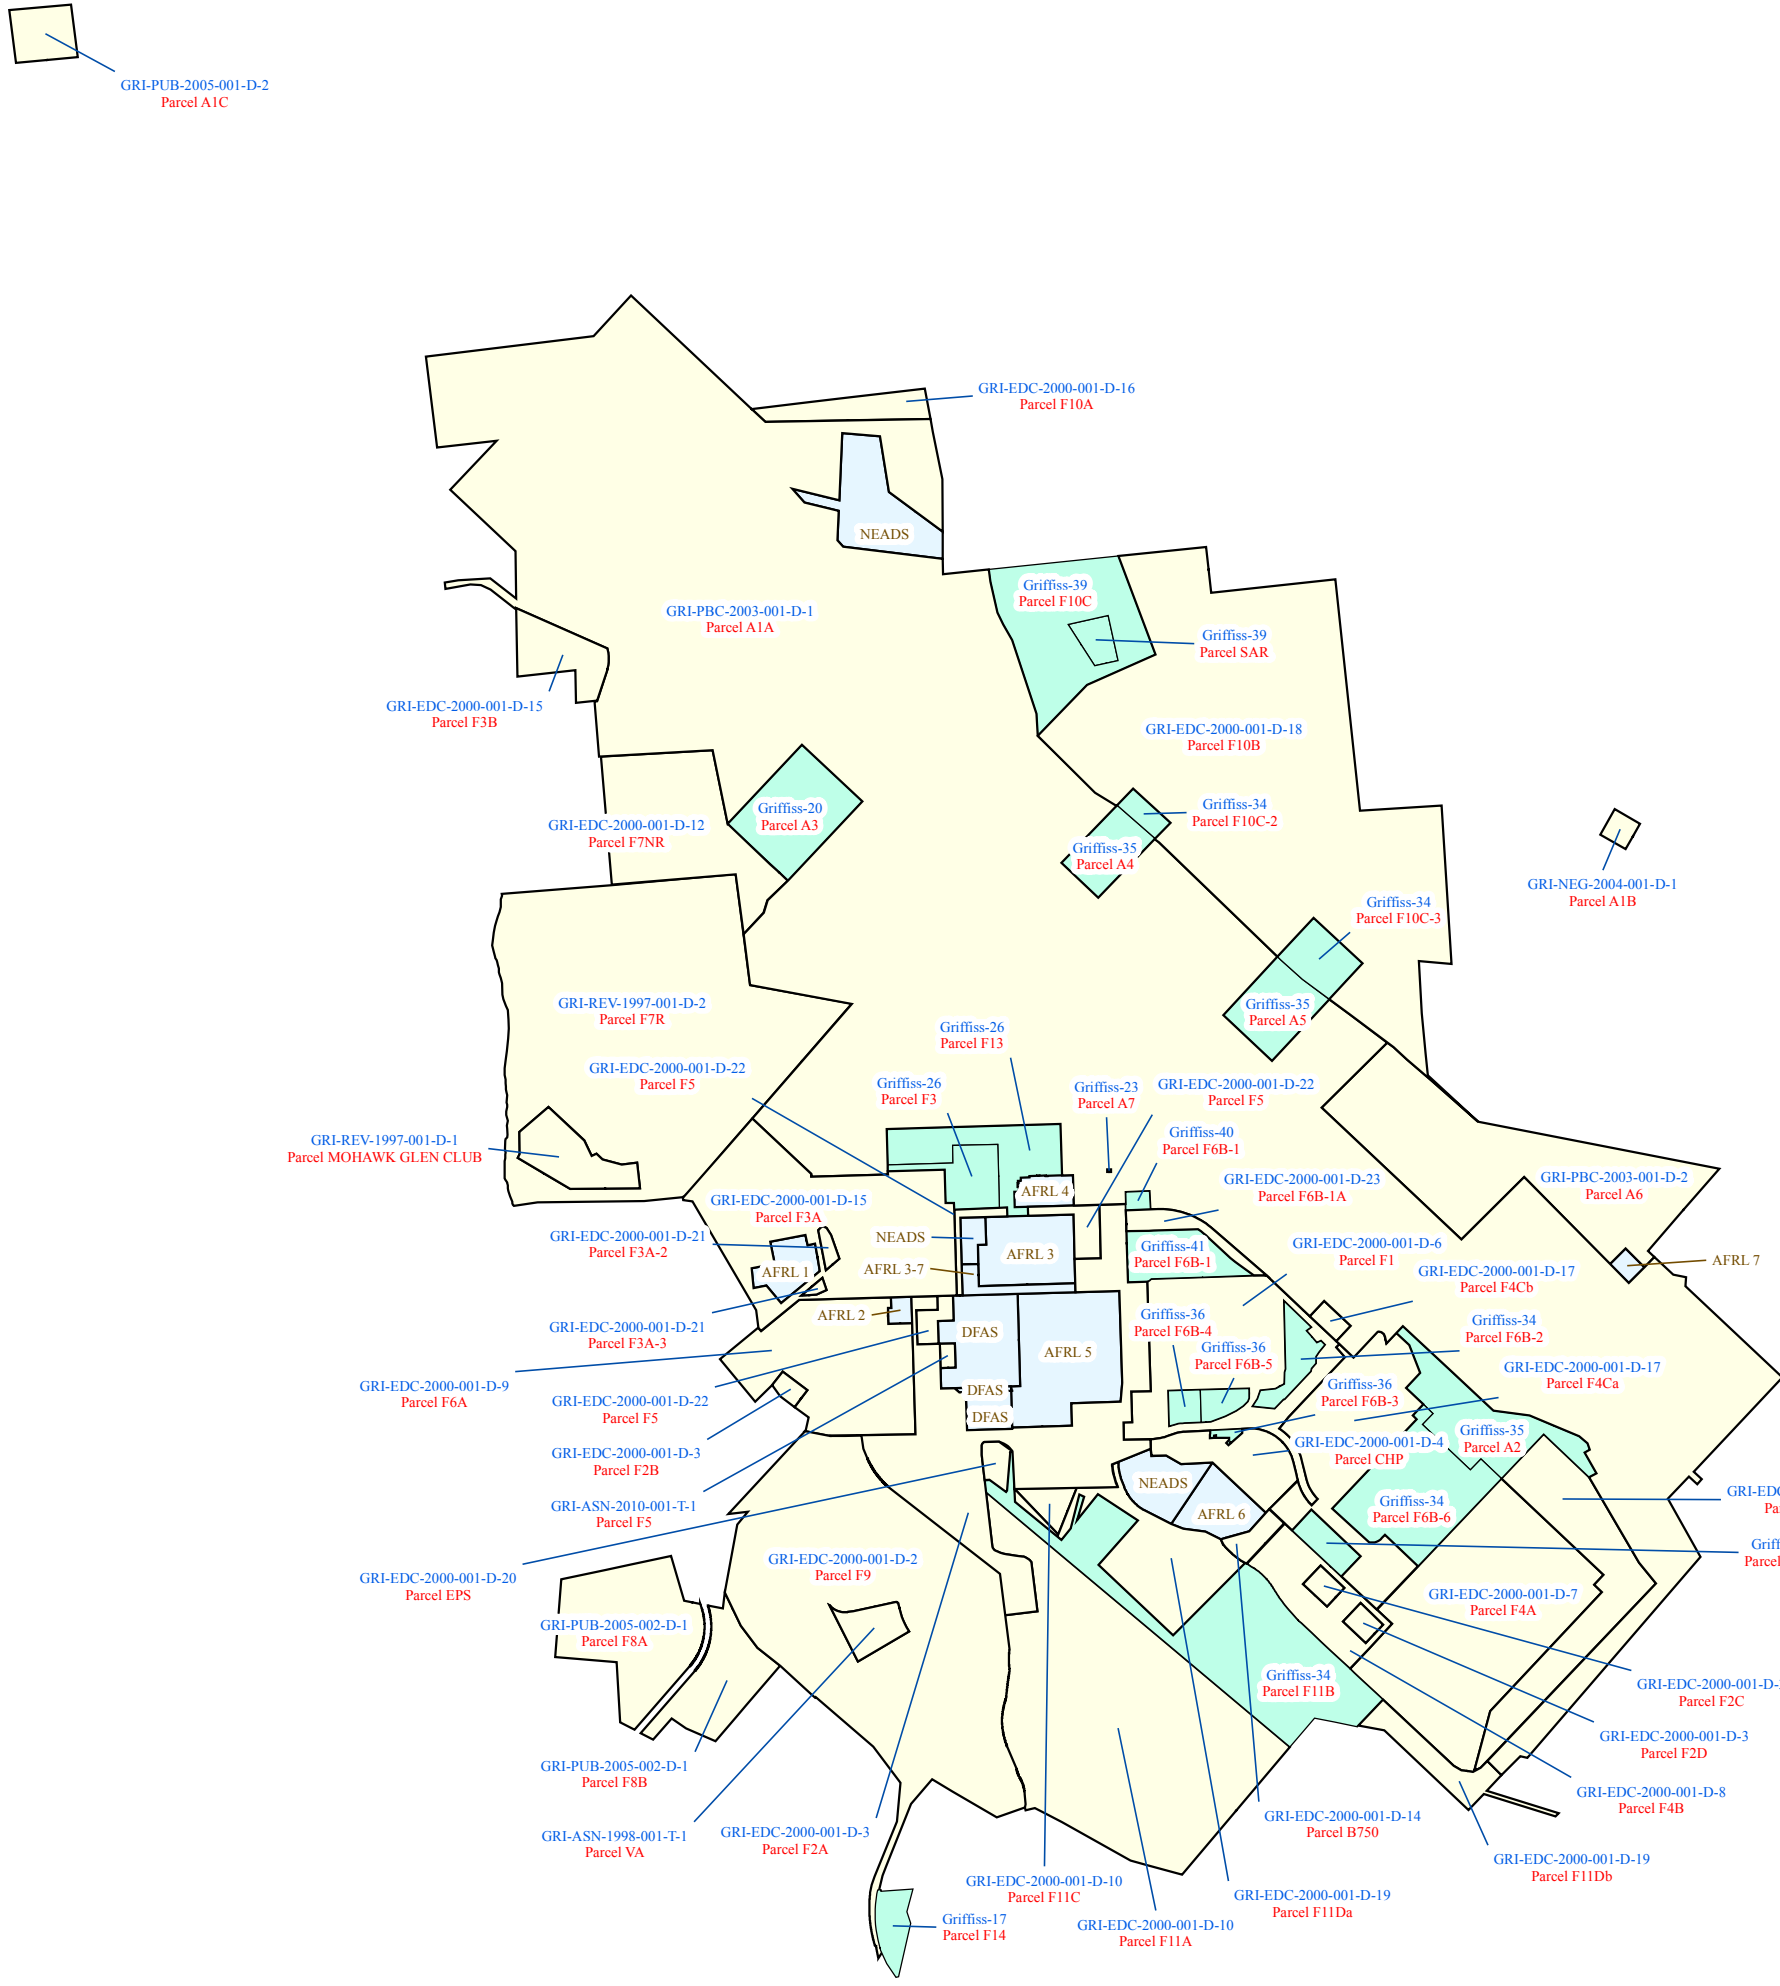 GRI-PUB-2005-001-D-2
Parcel A1C
GRI-EDC-2000-001-D-16
Parcel F10A
NEADS
Griffiss-39
Parcel F10C
GRI-PBC-2003-001-D-1
Parcel A1A
Griffiss-39
Parcel SAR
GRI-EDC-2000-001-D-15
Parcel F3B
GRI-EDC-2000-001-D-18
Parcel F10B
Griffiss-20
Parcel A3
Griffiss-34
Parcel F10C-2
GRI-EDC-2000-001-D-12
Parcel F7NR
Griffiss-35
Parcel A4
GRI-NEG-2004-001-D-1
Parcel A1B
Griffiss-34
Parcel F10C-3
GRI-REV-1997-001-D-2
Parcel F7R
Griffiss-35
Parcel A5
Griffiss-26
Parcel F13
GRI-EDC-2000-001-D-22
Parcel F5
Griffiss-26
Parcel F3
Griffiss-23
Parcel A7
GRI-EDC-2000-001-D-22
Parcel F5
Griffiss-40
Parcel F6B-1
GRI-REV-1997-001-D-1
Parcel MOHAWK GLEN CLUB
GRI-PBC-2003-001-D-2
Parcel A6
GRI-EDC-2000-001-D-23
Parcel F6B-1A
AFRL 4
GRI-EDC-2000-001-D-15
Parcel F3A
GRI-EDC-2000-001-D-21
Parcel F3A-2
NEADS
AFRL 3
Griffiss-41
Parcel F6B-1
GRI-EDC-2000-001-D-6
Parcel F1
AFRL 7
AFRL 1
AFRL 3-7
GRI-EDC-2000-001-D-17
Parcel F4Cb
AFRL 2
GRI-EDC-2000-001-D-21
Parcel F3A-3
DFAS
AFRL 5
Griffiss-36
Parcel F6B-4
Griffiss-34
Parcel F6B-2
Griffiss-36
Parcel F6B-5
GRI-EDC-2000-001-D-17
Parcel F4Ca
GRI-EDC-2000-001-D-9
Parcel F6A
DFAS
Griffiss-36
Parcel F6B-3
GRI-EDC-2000-001-D-22
Parcel F5
DFAS
Griffiss-35
Parcel A2
GRI-EDC-2000-001-D-4
Parcel CHP
GRI-EDC-2000-001-D-3
Parcel F2B
NEADS
GRI-EDC
Par
GRI-ASN-2010-001-T-1
Parcel F5
AFRL 6
Griffiss-34
Parcel F6B-6
Griff
Parcel
GRI-EDC-2000-001-D-20
Parcel EPS
GRI-EDC-2000-001-D-2
Parcel F9
GRI-EDC-2000-001-D-7
Parcel F4A
GRI-PUB-2005-002-D-1
Parcel F8A
Griffiss-34
Parcel F11B
GRI-EDC-2000-001-D-
Parcel F2C
GRI-EDC-2000-001-D-3
Parcel F2D
GRI-PUB-2005-002-D-1
Parcel F8B
GRI-EDC-2000-001-D-8
Parcel F4B
GRI-EDC-2000-001-D-14
Parcel B750
GRI-ASN-1998-001-T-1
Parcel VA
GRI-EDC-2000-001-D-3
Parcel F2A
GRI-EDC-2000-001-D-19
Parcel F11Db
GRI-EDC-2000-001-D-10
Parcel F11C
GRI-EDC-2000-001-D-19
Parcel F11Da
Griffiss-17
Parcel F14
GRI-EDC-2000-001-D-10
Parcel F11A